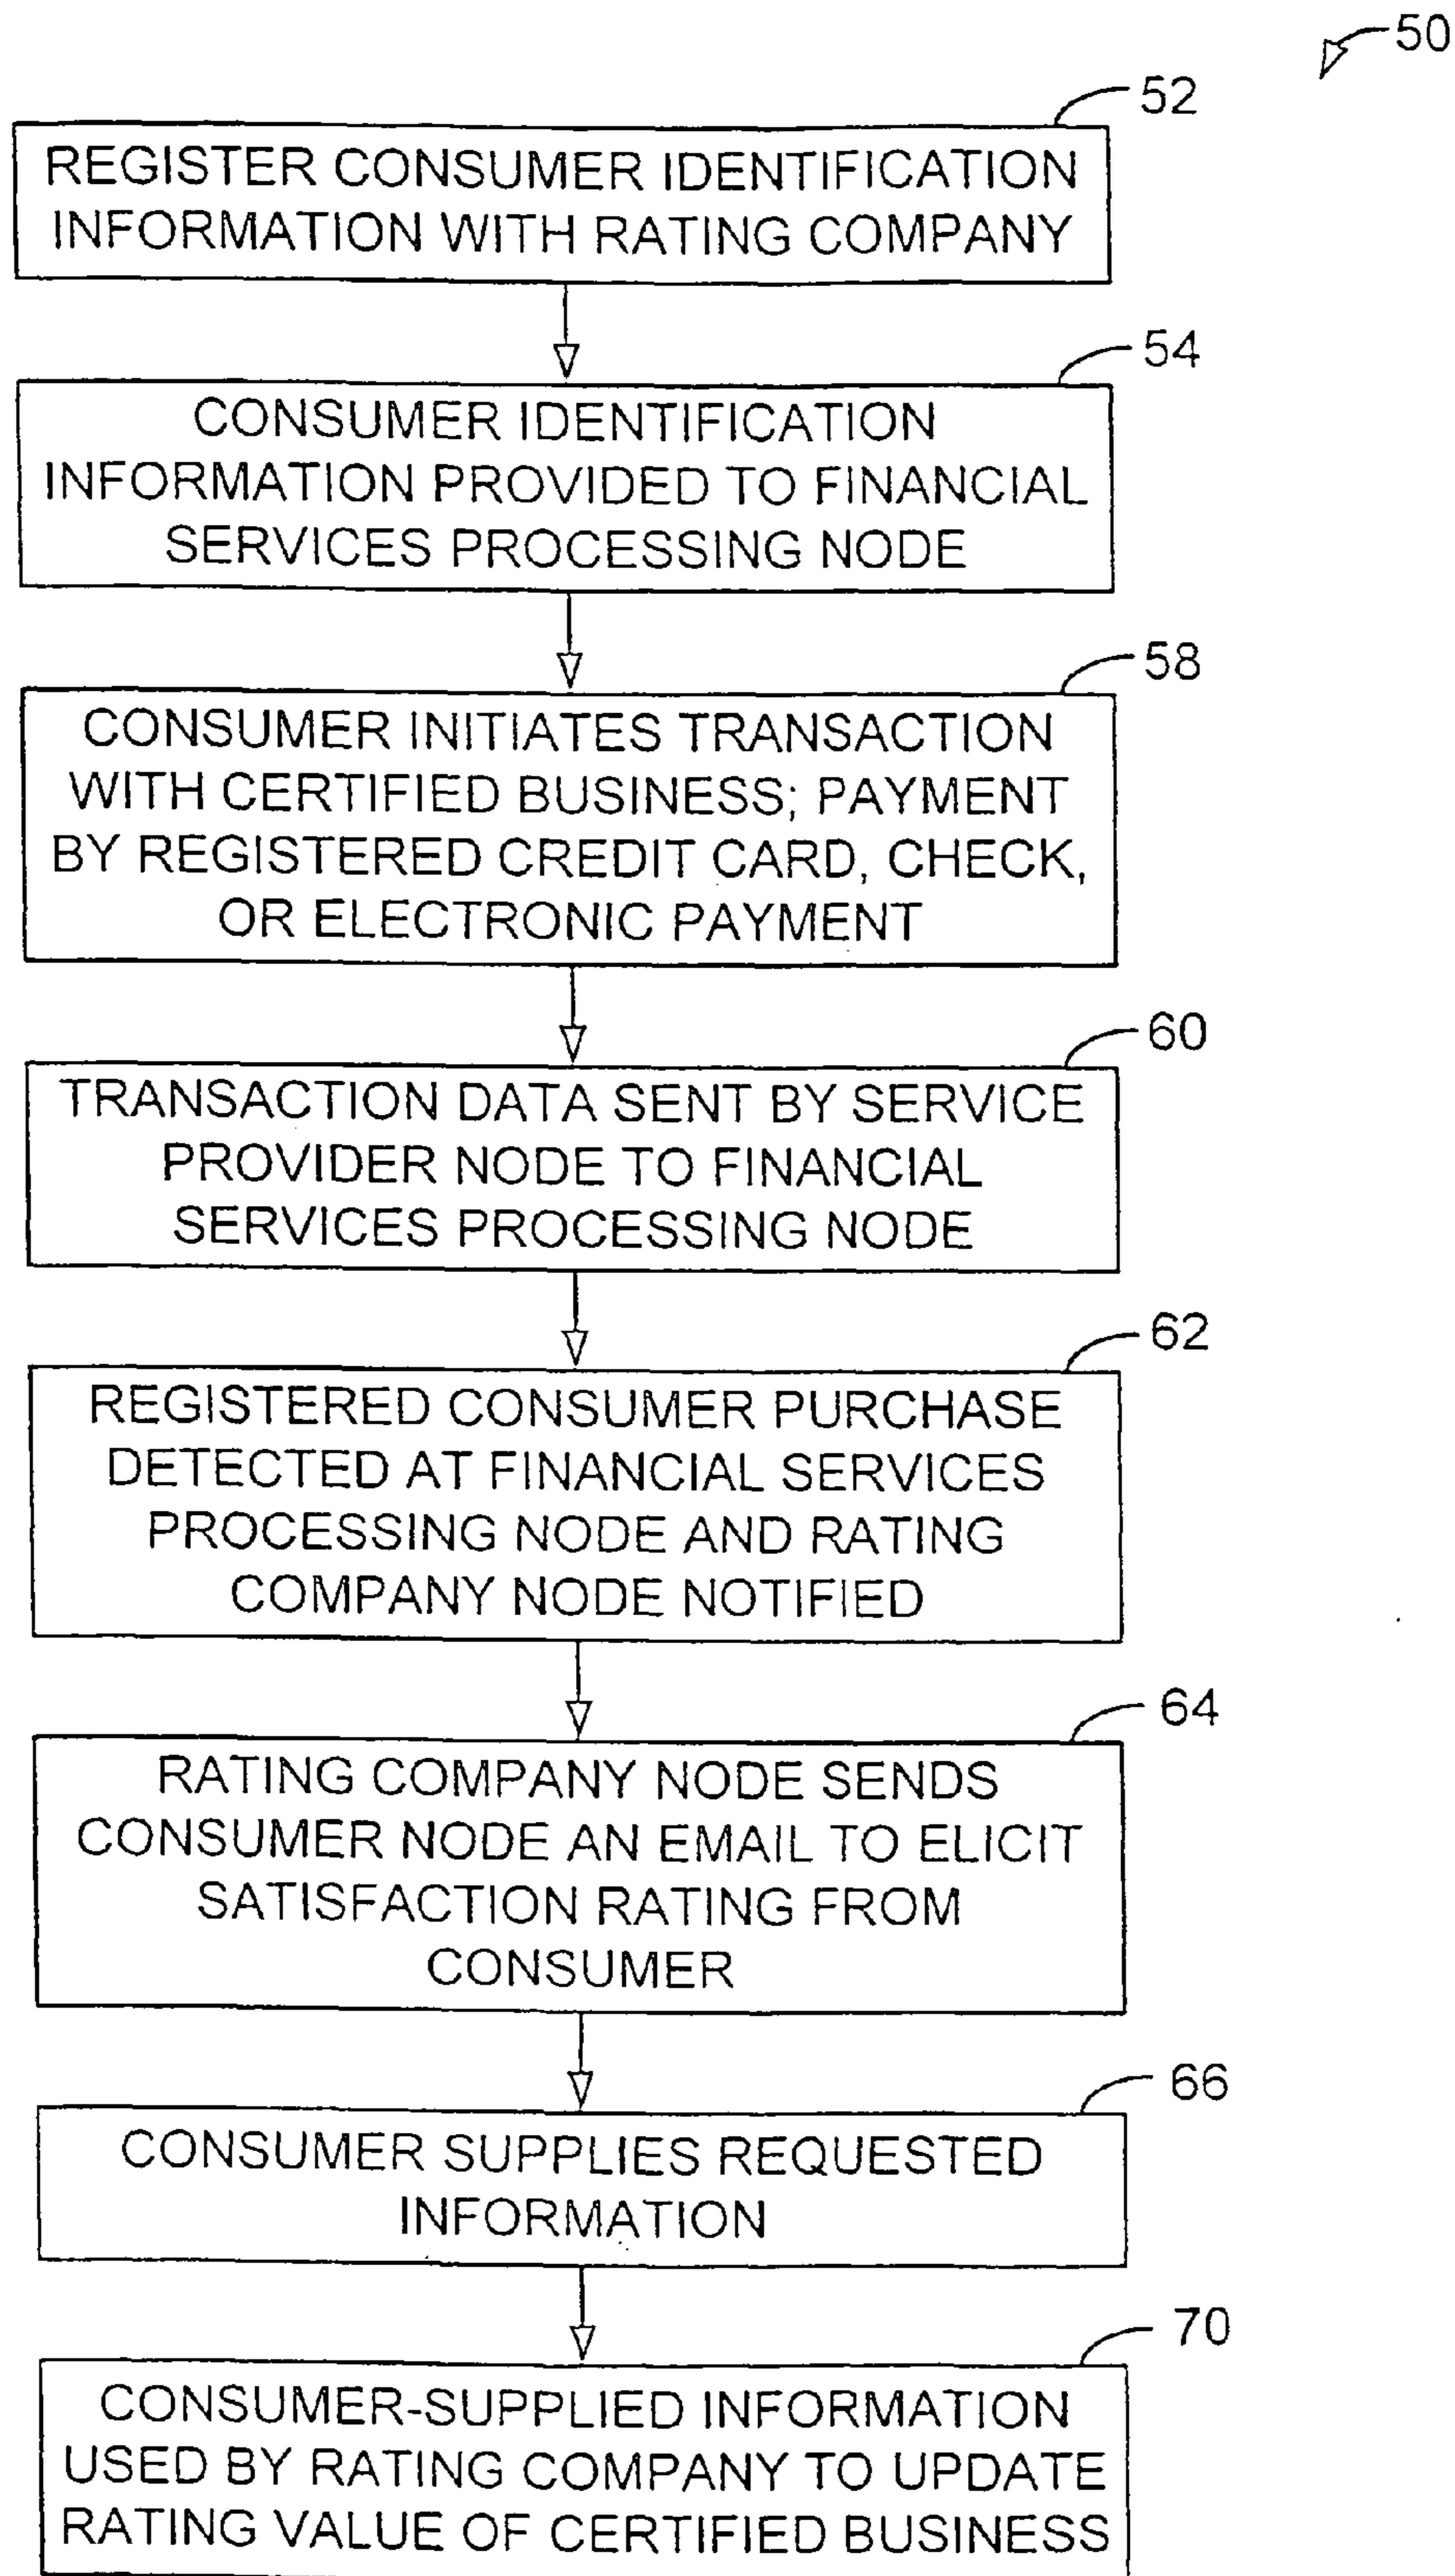 50
52
REGISTER CONSUMER IDENTIFICATION
INFORMATION WITH RATING COMPANY
54
CONSUMER IDENTIFICATION
INFORMATION PROVIDED TO FINANCIAL
SERVICES PROCESSING NODE
58
CONSUMER INITIATES TRANSACTION
WITH CERTIFIED BUSINESS; PAYMENT
BY REGISTERED CREDIT CARD, CHECK,
OR ELECTRONIC PAYMENT
60
TRANSACTION DATA SENT BY SERVICE
PROVIDER NODE TO FINANCIAL
SERVICES PROCESSING NODE
62
REGISTERED CONSUMER PURCHASE
DETECTED AT FINANCIAL SERVICES
PROCESSING NODE AND RATING
COMPANY NODE NOTIFIED
64
RATING COMPANY NODE SENDS
CONSUMER NODE AN EMAIL TO ELICIT
SATISFACTION RATING FROM
CONSUMER
66
CONSUMER SUPPLIES REQUESTED
INFORMATION
70
CONSUMER-SUPPLIED INFORMATION
USED BY RATING COMPANY TO UPDATE
RATING VALUE OF CERTIFIED BUSINESS